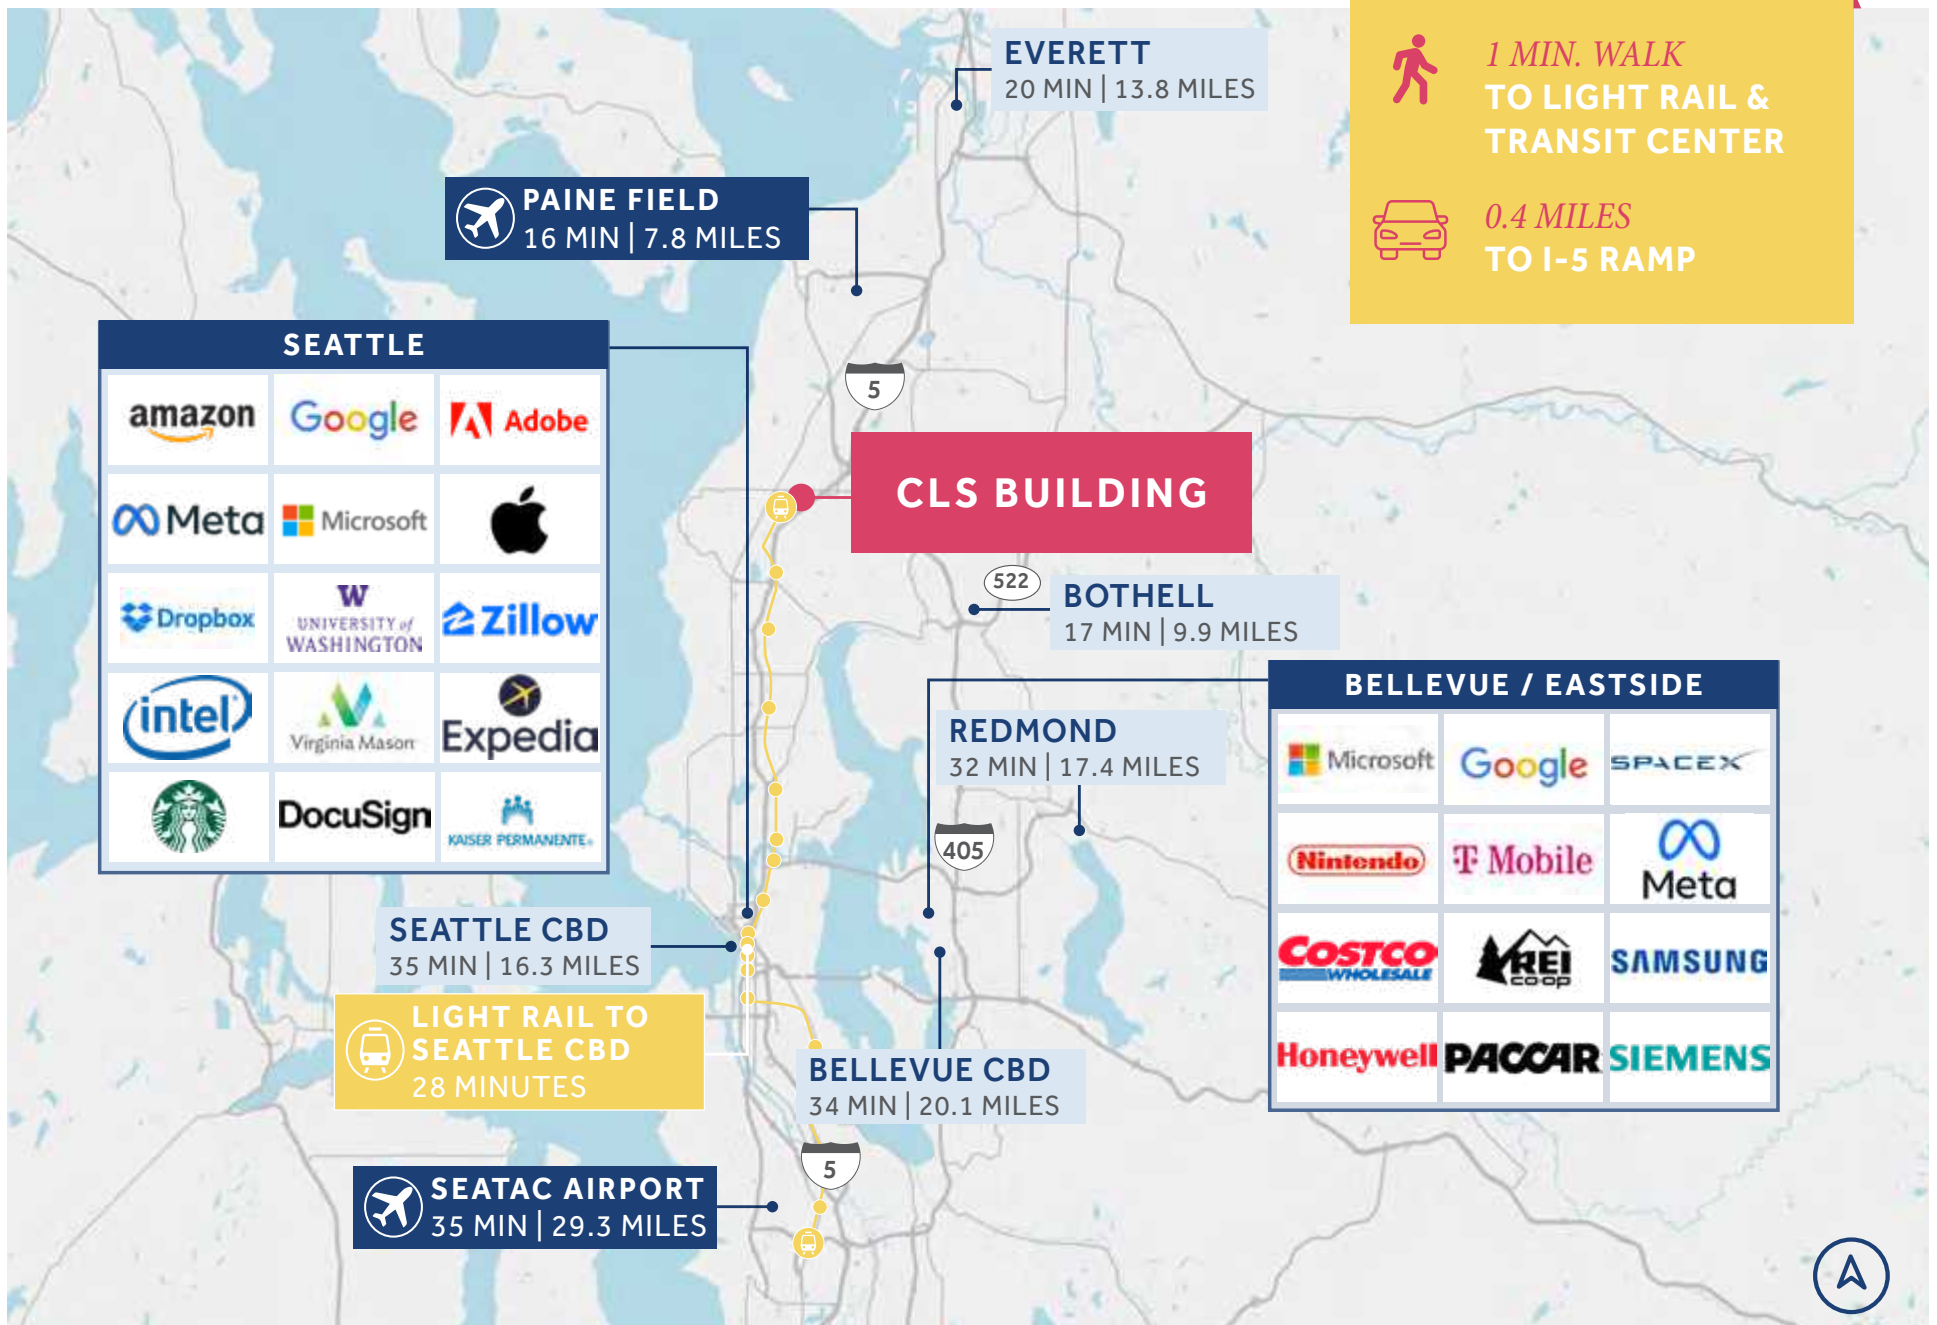 EVERETT
20 MIN | 13.8 MILES
1 MIN. WALK
TO LIGHT RAIL &
TRANSIT CENTER
0.4 MILES
TO I-5 RAMP
PAINE FIELD
16 MIN | 7.8 MILES
SEATTLE
amazon
Google
Adobe
Meta
Microsoft
Dropbox
W
UNIVERSITY of
WASHINGTON
Zillow
intel
Virginia Mason
Expedia
DocuSign
KAISER PERMANENTE
5
CLS BUILDING
522
BOTHELL
17 MIN | 9.9 MILES
REDMOND
32 MIN | 17.4 MILES
405
BELLEVUE / EASTSIDE
Microsoft
Google
SPACEX
Nintendo
T Mobile
Meta
COSTCO
WHOLESALE
REI
co-op
SAMSUNG
Honeywell
PACCAR
SIEMENS
SEATTLE CBD
35 MIN | 16.3 MILES
LIGHT RAIL TO
SEATTLE CBD
28 MINUTES
BELLEVUE CBD
34 MIN | 20.1 MILES
5
SEATAC AIRPORT
35 MIN | 29.3 MILES